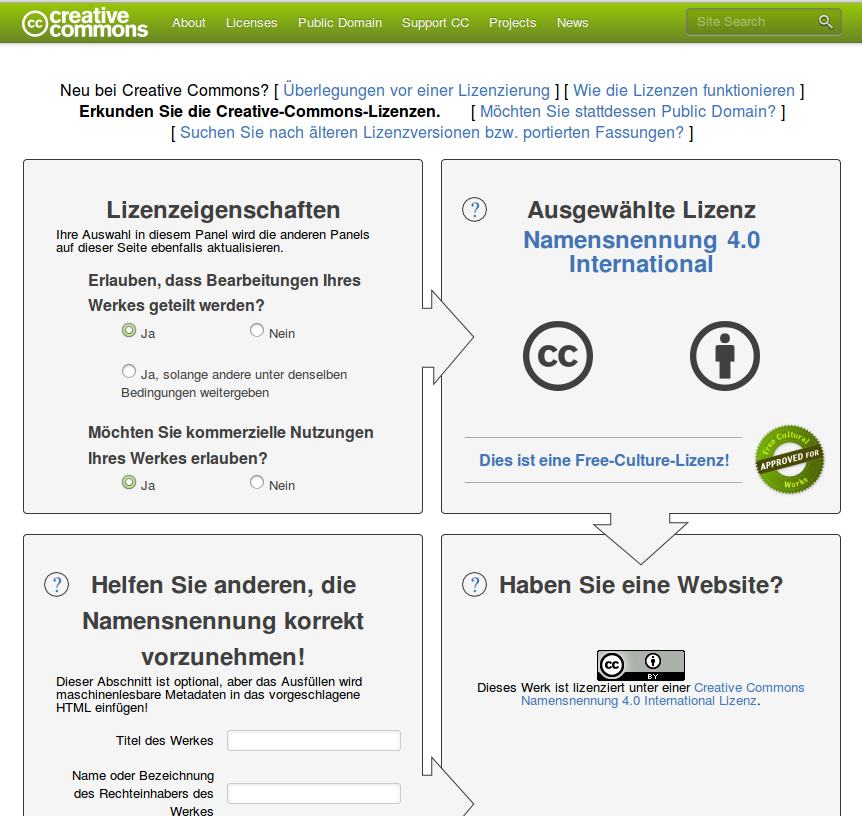 cc creative commons
About Licenses Public Domain Support CC Projects News
Site Search
Neu bei Creative Commons? [ Überlegungen vor einer Lizenzierung ] [ Wie die Lizenzen funktionieren ]
Erkunden Sie die Creative-Commons-Lizenzen. [ Möchten Sie stattdessen Public Domain? ]
[ Suchen Sie nach älteren Lizenzversionen bzw. portierten Fassungen? ]
Lizenzeigenschaften
Ihre Auswahl in diesem Panel wird die anderen Panels
auf dieser Seite ebenfalls aktualisieren.
Erlauben, dass Bearbeitungen Ihres
Werkes geteilt werden?
Ja Nein
Ja, solange andere unter denselben
Bedingungen weitergeben
Möchten Sie kommerzielle Nutzungen
Ihres Werkes erlauben?
Ja Nein
? Ausgewählte Lizenz
Namensnennung 4.0
International
cc
Dies ist eine Free-Culture-Lizenz!
Free Cultural
APPROVED FOR
Works
? Helfen Sie anderen, die
Namensnennung korrekt
vorzunehmen!
Dieser Abschnitt ist optional, aber das Ausfüllen wird
maschinenlesbare Metadaten in das vorgeschlagene
HTML einfügen!
Titel des Werkes
Name oder Bezeichnung
des Rechteinhabers des
Werkes
? Haben Sie eine Website?
cc
BY
Dieses Werk ist lizenziert unter einer Creative Commons
Namensnennung 4.0 International Lizenz.